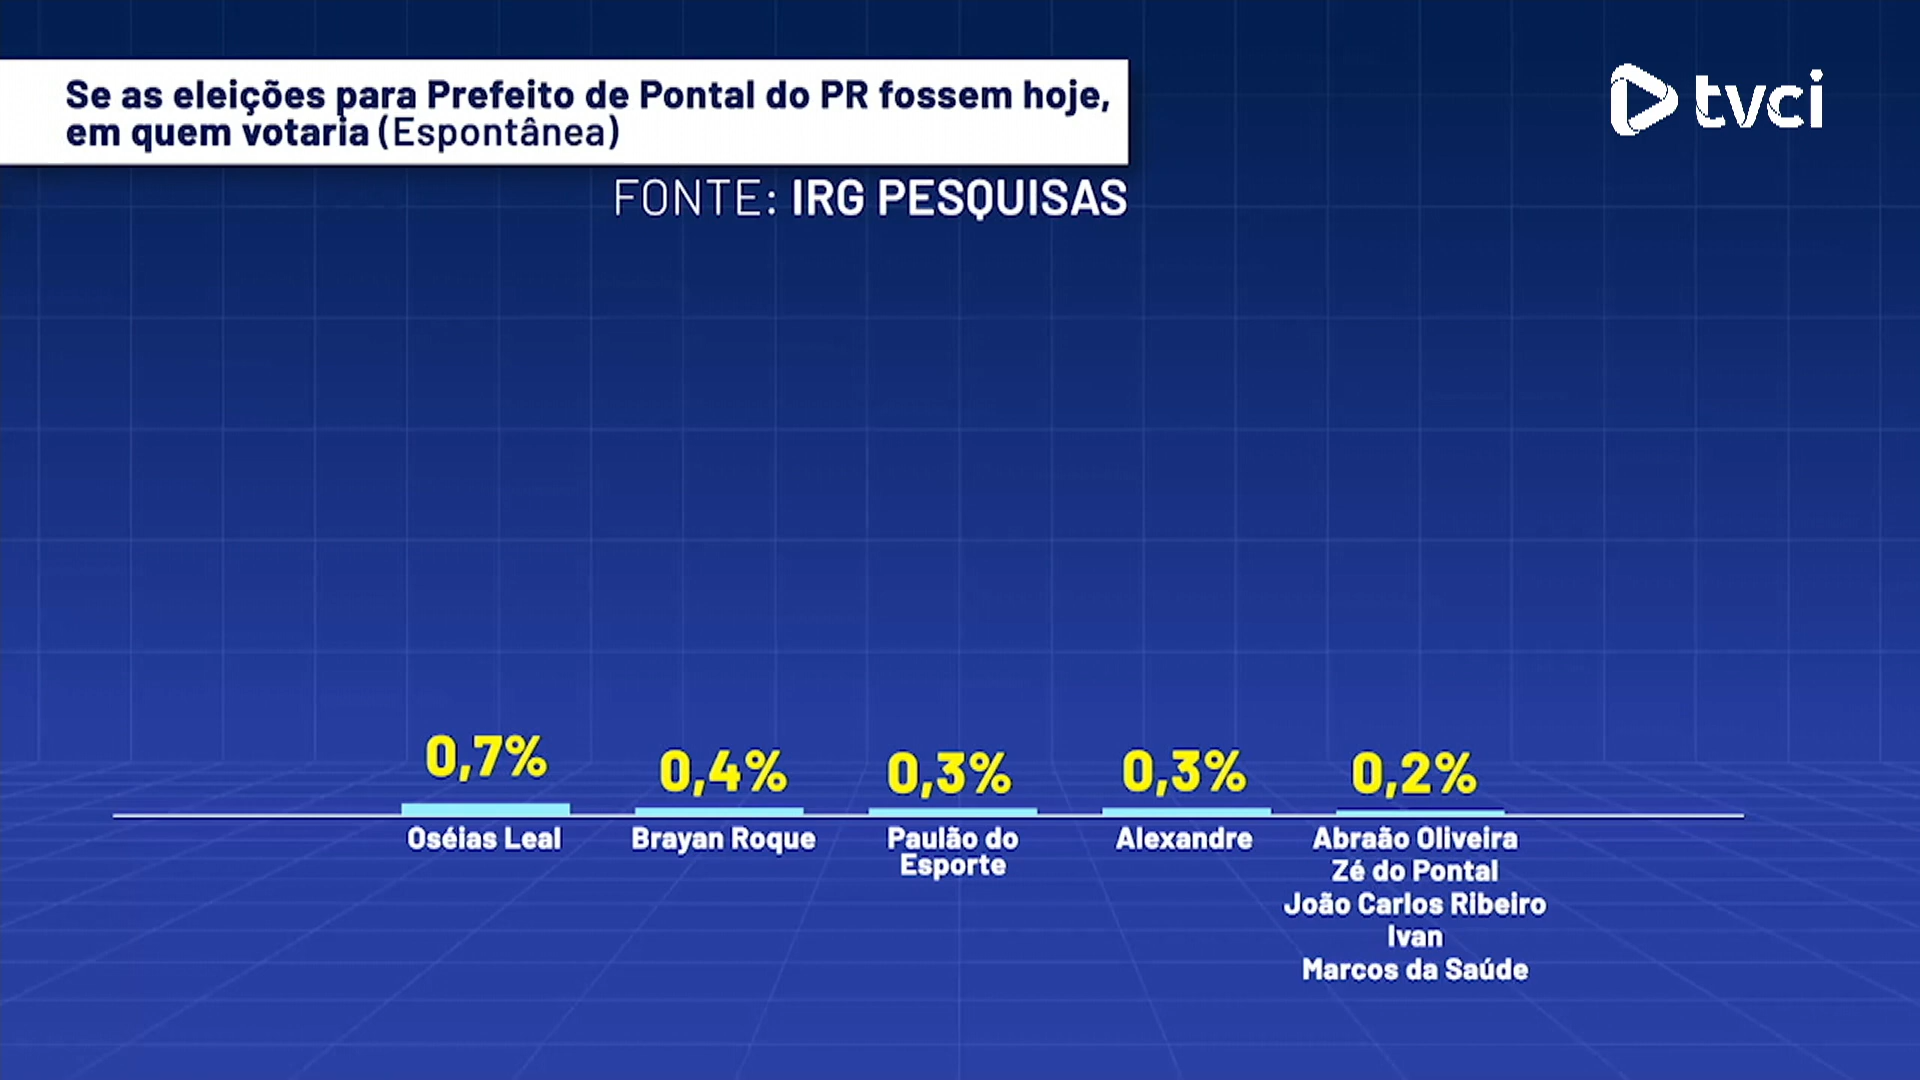 Se as eleições para Prefeito de Pontal do PR fossem hoje,
em quem votaria (Espontânea)
tvci
FONTE: IRG PESQUISAS
0,7%
0,4%
0,3%
0,3%
0,2%
Oséias Leal
Brayan Roque
Paulão do
Esporte
Alexandre
Abraão Oliveira
Zé do Pontal
João Carlos Ribeiro
Ivan
Marcos da Saúde